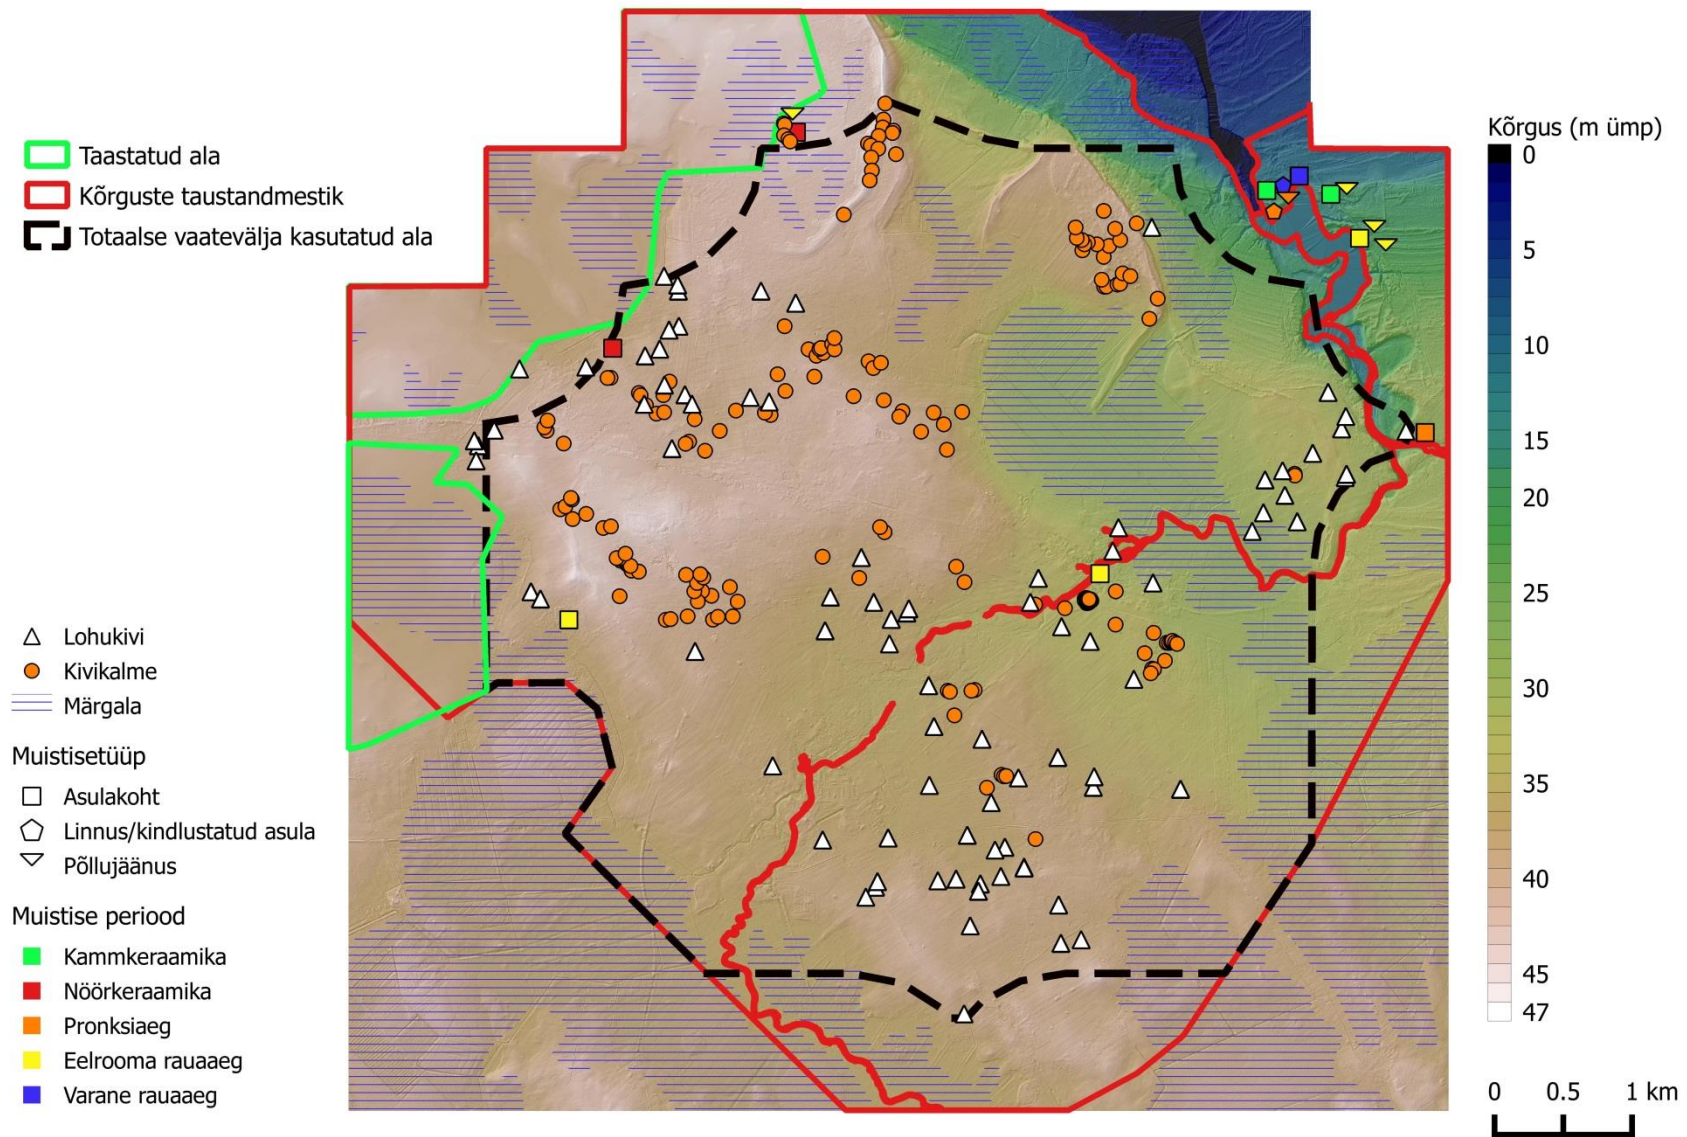 Taastatud ala
Kõrguste taustandmestik
Totaalse vaatevälja kasutatud ala
Lohukivi
Kivikalme
Märgala
Muistisetüüp
Asulakoht
Linnus/kindlustatud asula
Põllujäänus
Muistise periood
Kammkeraamika
Nöörkeraamika
Pronksiaeg
Eelrooma rauaaeg
Varane rauaaeg
Kõrgus (m ümp)
0
5
10
15
20
25
30
35
40
45
47
0 0.5 1 km